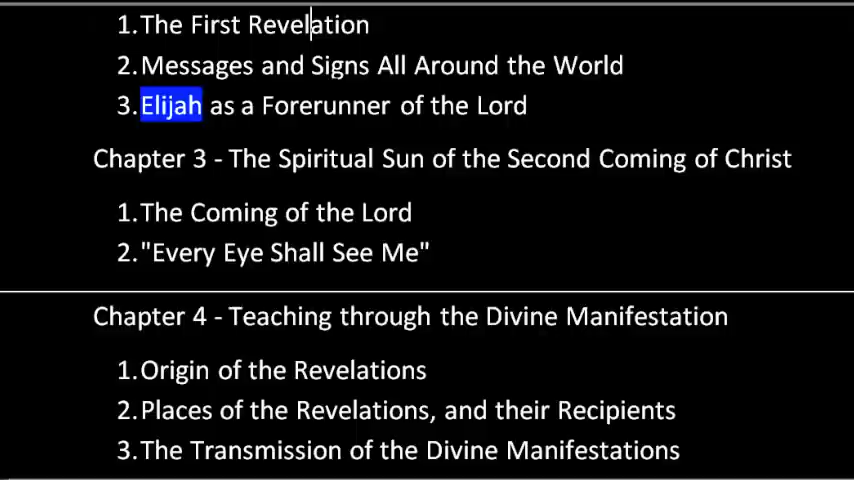 1.The First Revelation
2.Messages and Signs All Around the World
3.Elijah as a Forerunner of the Lord
Chapter 3 - The Spiritual Sun of the Second Coming of Christ
1.The Coming of the Lord
2."Every Eye Shall See Me"
Chapter 4 - Teaching through the Divine Manifestation
1.Origin of the Revelations
2.Places of the Revelations, and their Recipients
3.The Transmission of the Divine Manifestations